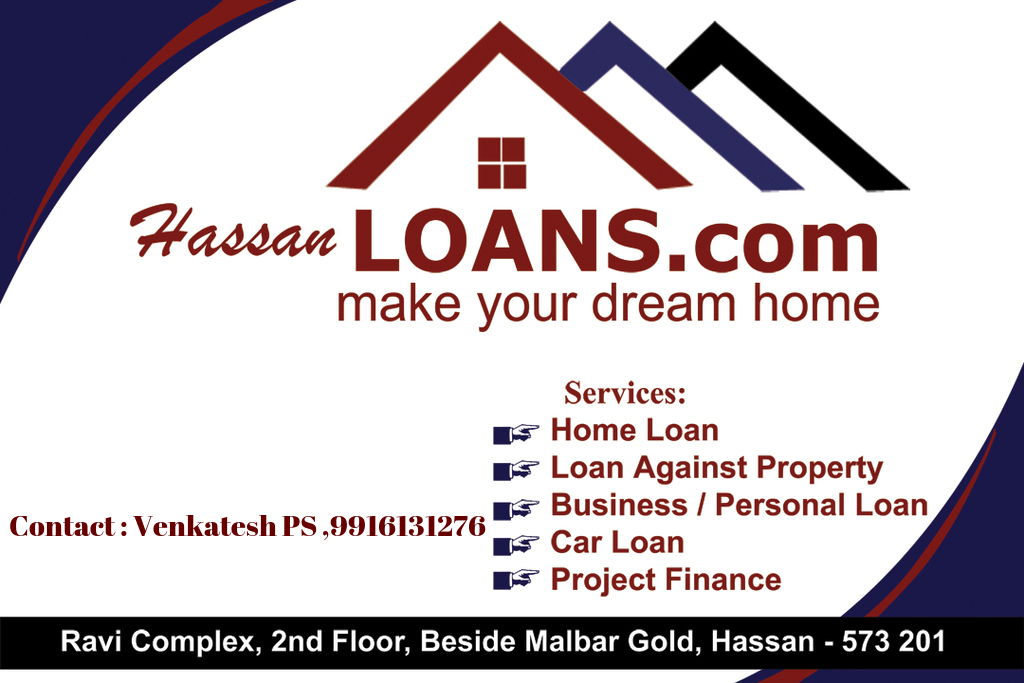 Hassan LOANS.com
make your dream home
Services:
Home Loan
Loan Against Property
Business / Personal Loan
Car Loan
Project Finance
Contact : Venkatesh PS ,9916131276
Ravi Complex, 2nd Floor, Beside Malbar Gold, Hassan - 573 201